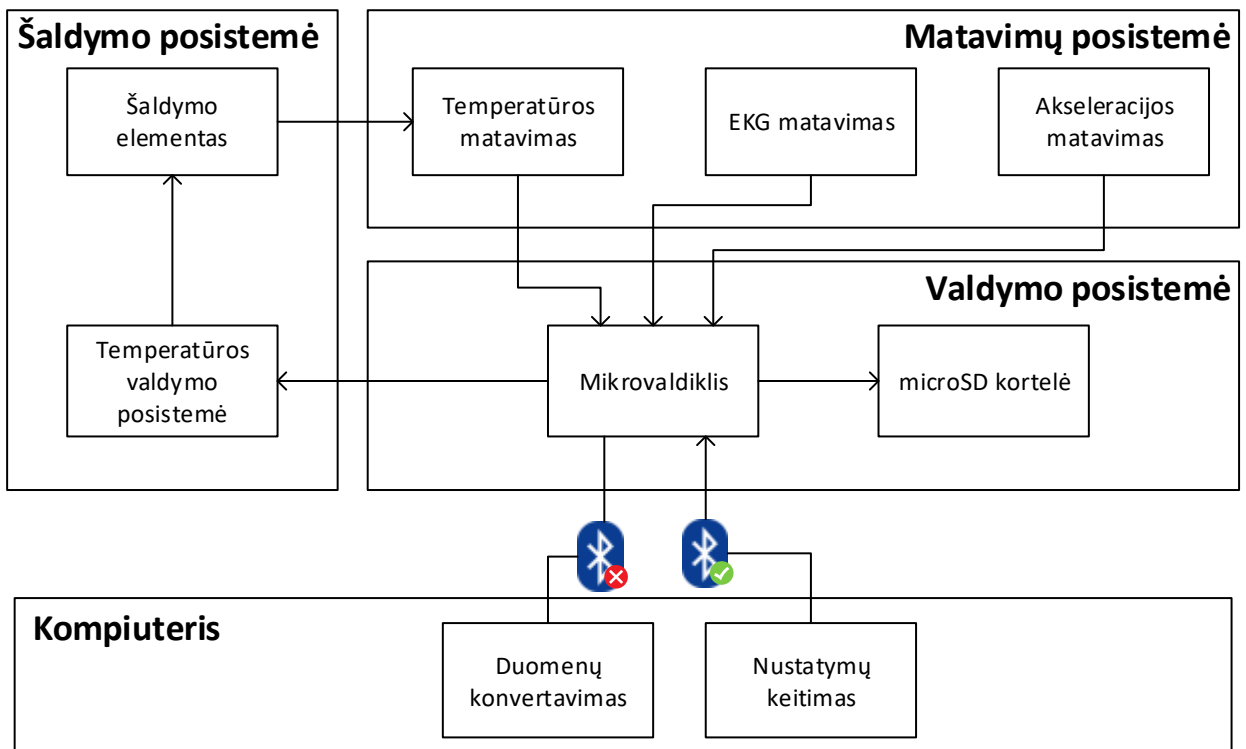 Šaldymo posistemė
Šaldymo
elementas
Temperatūros
valdymo
posistemė
Matavimų posistemė
Temperatūros
matavimas
EKG matavimas
Akseleracijos
matavimas
Valdymo posistemė
Mikrovaldiklis
microSD kortelė
Kompiuteris
Duomenų
konvertavimas
Nustatymų
keitimas